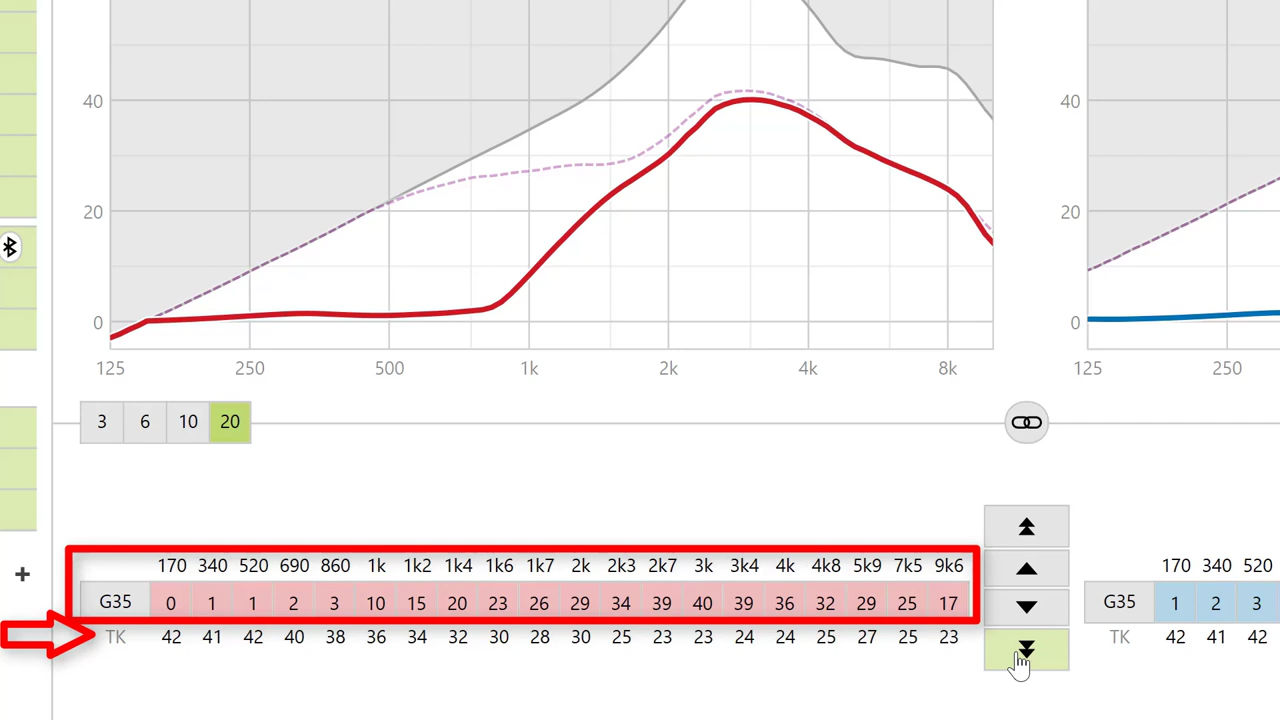 40
20
0
125 250 500 1k 2k 4k 8k
40
20
0
125 250
3 6 10 20
170 340 520 690 860 1k 1k2 1k4 1k6 1k7 2k 2k3 2k7 3k 3k4 4k 4k8 5k9 7k5 9k6
G35 0 1 1 2 3 10 15 20 23 26 29 34 39 40 39 36 32 29 25 17
TK 42 41 42 40 38 36 34 32 30 28 30 25 23 23 24 24 25 27 25 23
170 340 520
G35 1 2 3
TK 42 41 42